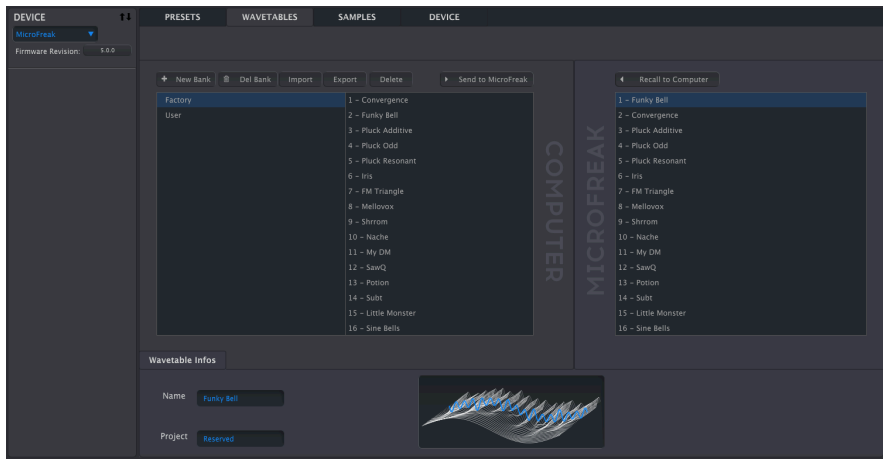 DEVICE
MicroFreak
Firmware Revision: 5.0.0
PRESETS WAVETABLES SAMPLES DEVICE
+ New Bank Del Bank Import Export Delete Send to MicroFreak
Factory
User
1 – Convergence
2 – Funky Bell
3 – Pluck Additive
4 – Pluck Odd
5 – Pluck Resonant
6 – Iris
7 – FM Triangle
8 – Mellovox
9 – Shrrom
10 – Nache
11 – My DM
12 – SawQ
13 – Potion
14 – Subt
15 – Little Monster
16 – Sine Bells
COMPUTER
MICROFREAK
Recall to Computer
1 – Funky Bell
2 – Convergence
3 – Pluck Additive
4 – Pluck Odd
5 – Pluck Resonant
6 – Iris
7 – FM Triangle
8 – Mellovox
9 – Shrrom
10 – Nache
11 – My DM
12 – SawQ
13 – Potion
14 – Subt
15 – Little Monster
16 – Sine Bells
Wavetable Infos
Name Funky Bell
Project Reserved